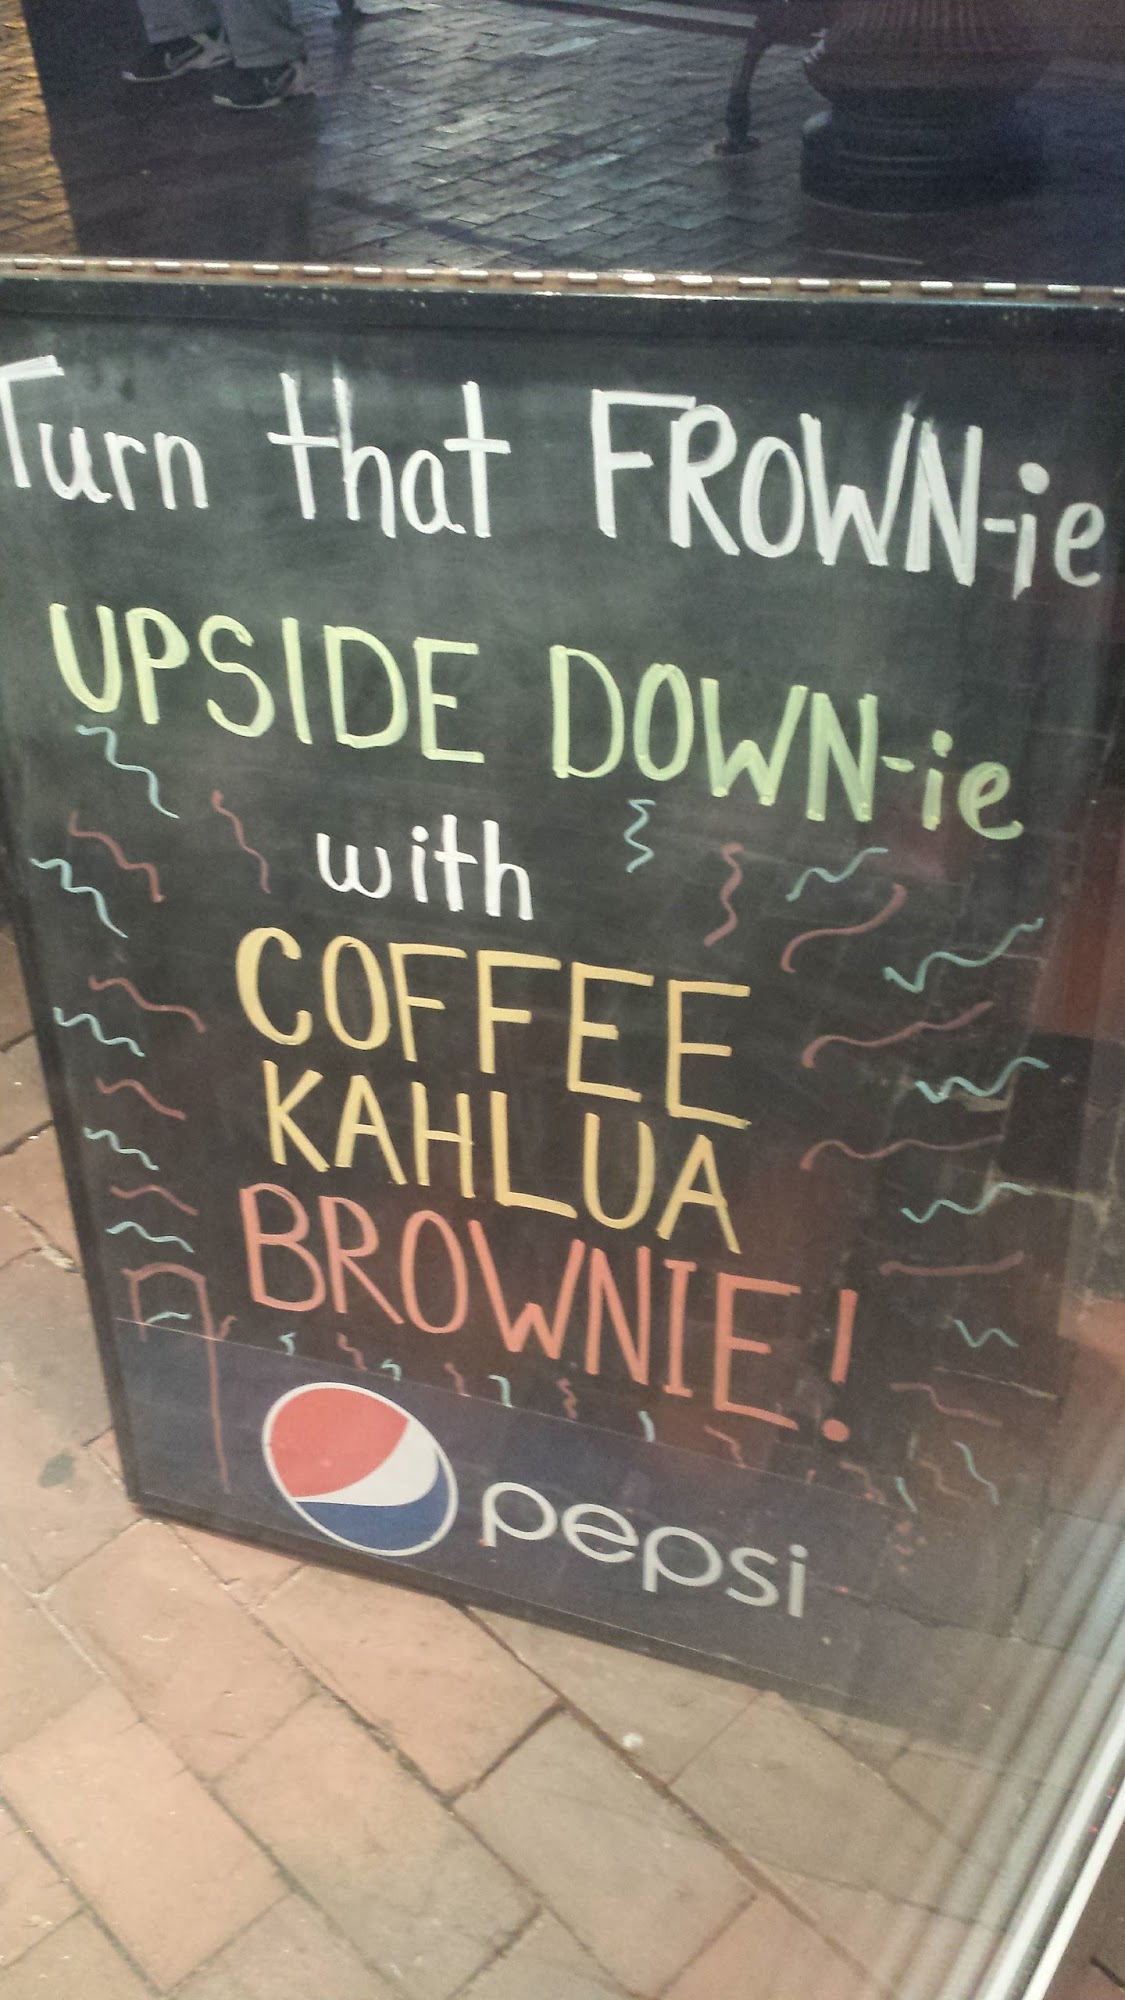 Turn that FROWN-ie
UPSIDE DOWN-ie
with
COFFEE
KAHLUA
BROWNIE!
pepsi